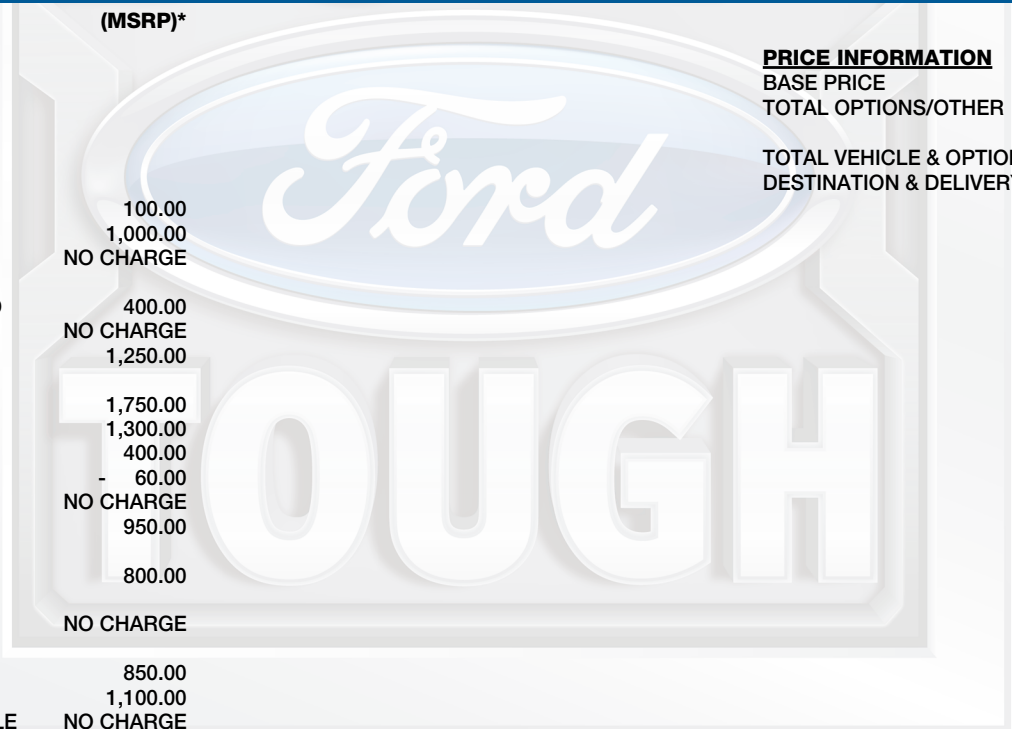 (MSRP)*
100.00
1,000.00
NO CHARGE
400.00
NO CHARGE
1,250.00
1,750.00
1,300.00
400.00
- 60.00
NO CHARGE
950.00
800.00
NO CHARGE
850.00
1,100.00
LE NO CHARGE
PRICE INFORMATION
BASE PRICE
TOTAL OPTIONS/OTHER
TOTAL VEHICLE & OPTION
DESTINATION & DELIVERY
Ford
TOUGH